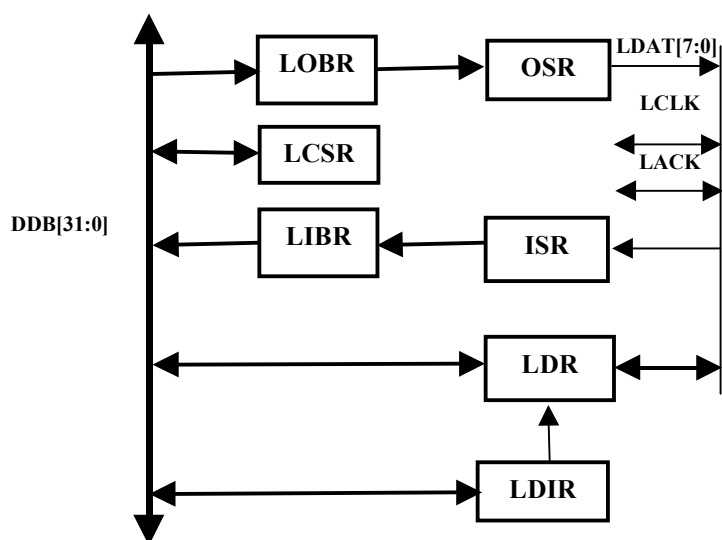 LDAT[7:0]
LOBR
OSR
LCLK
LCSR
LACK
DDB[31:0]
LIBR
ISR
LDR
LDIR